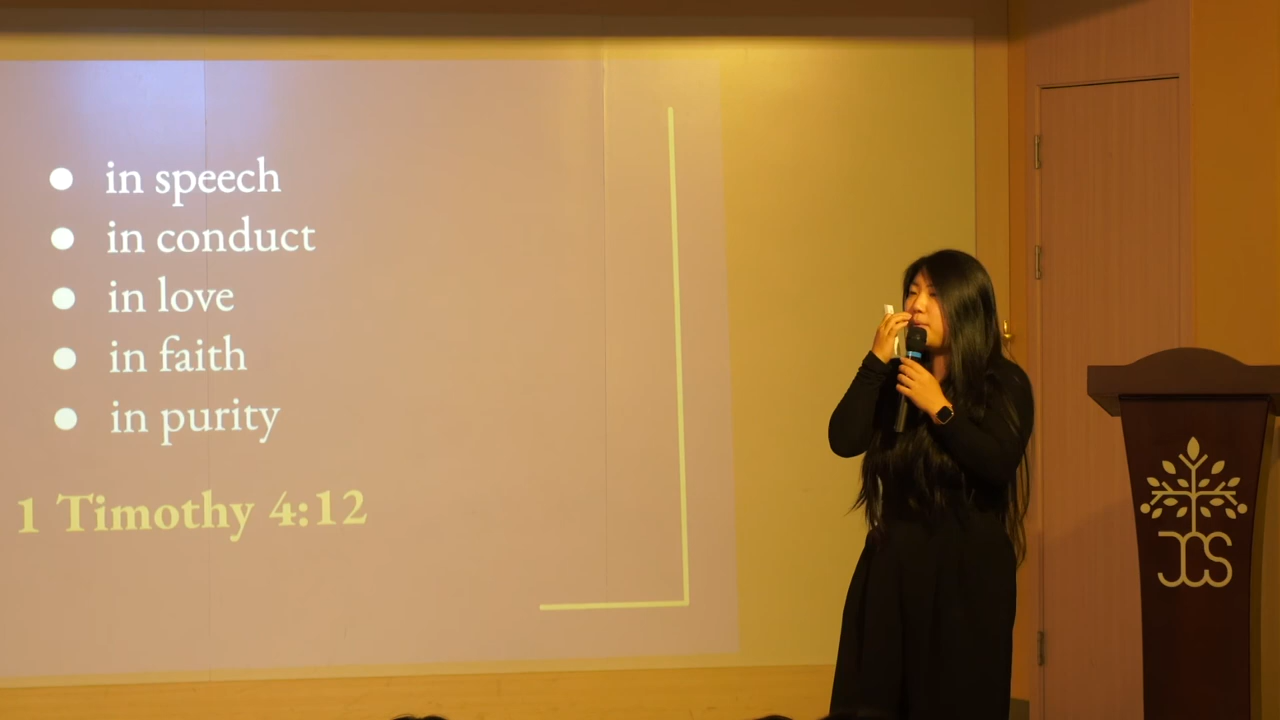 ● in speech
● in conduct
● in love
● in faith
● in purity
1 Timothy 4:12
JCS